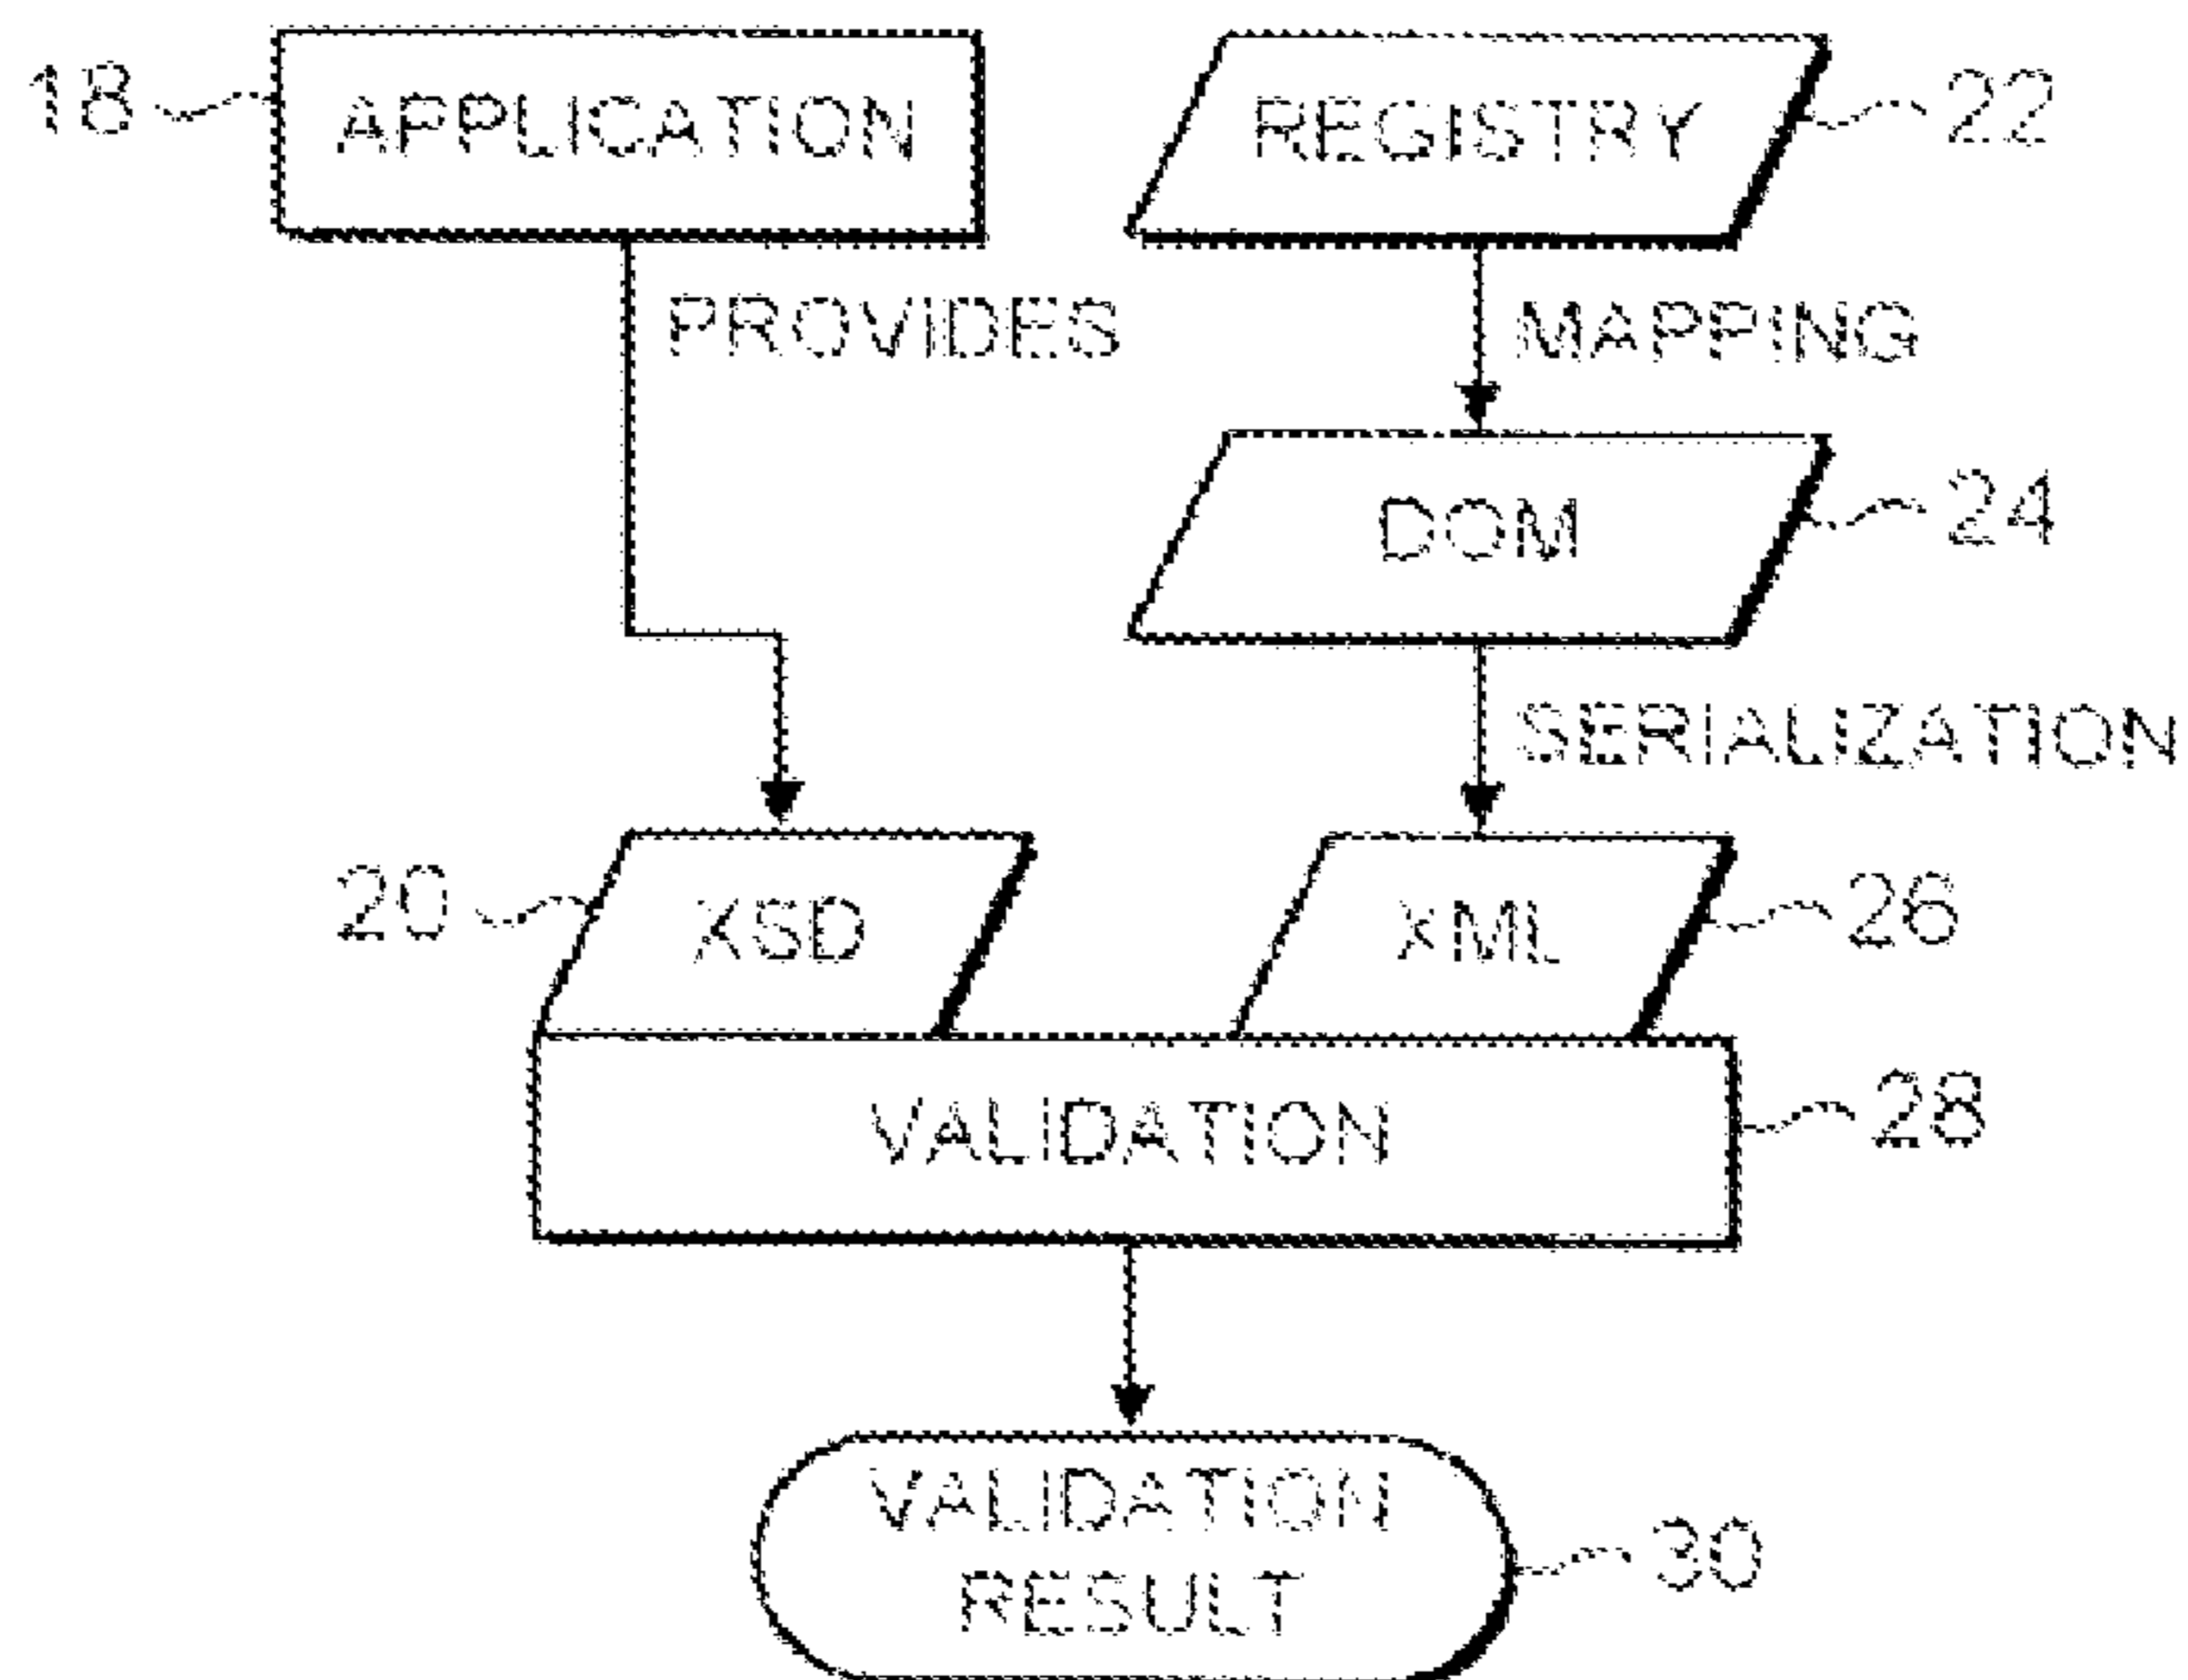 18
APPLICATION
REGISTRY
22
PROVIDES
MAPPING
DOM
24
SERIALIZATION
20
XSD
XML
26
VALIDATION
28
VALIDATION
RESULT
30